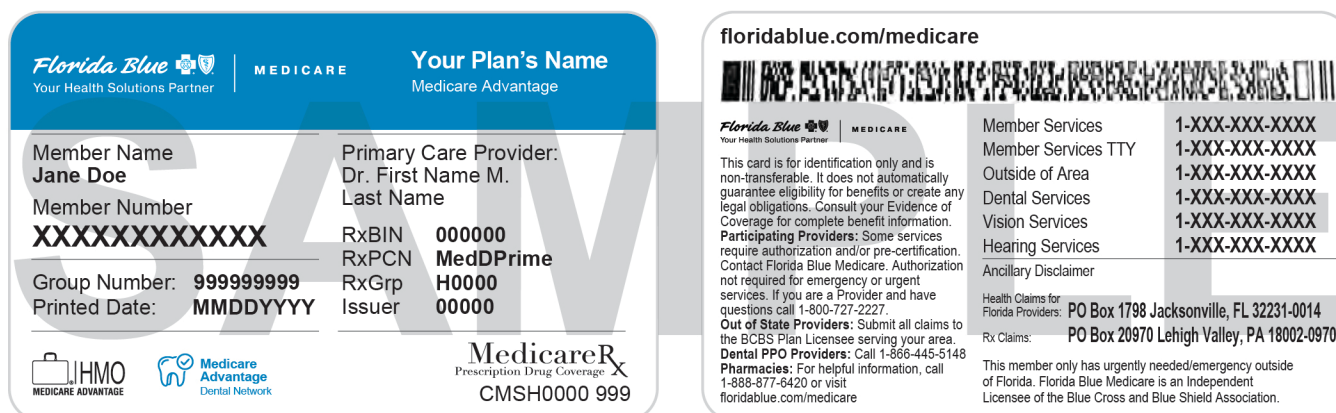 Florida Blue
Your Health Solutions Partner
MEDICARE
Your Plan's Name
Medicare Advantage
Member Name
Jane Doe
Member Number
XXXXXXXXXXXX
Group Number: 999999999
Printed Date: MMDDYYYY
Primary Care Provider:
Dr. First Name M.
Last Name
RxBIN 000000
RxPCN MedDPrime
RxGrp H0000
Issuer 00000
HMO
MEDICARE ADVANTAGE
Medicare
Advantage
Dental Network
MedicareRx
Prescription Drug Coverage
CMSH0000 999
floridablue.com/medicare
Florida Blue
Your Health Solutions Partner
MEDICARE
This card is for identification only and is
non-transferable. It does not automatically
guarantee eligibility for benefits or create any
legal obligations. Consult your Evidence of
Coverage for complete benefit information.
Participating Providers: Some services
require authorization and/or pre-certification.
Contact Florida Blue Medicare. Authorization
not required for emergency or urgent
services. If you are a Provider and have
questions call 1-800-727-2227.
Out of State Providers: Submit all claims to
the BCBS Plan Licensee serving your area.
Dental PPO Providers: Call 1-866-445-5148
Pharmacies: For helpful information, call
1-888-877-6420 or visit
floridablue.com/medicare
Member Services 1-XXX-XXX-XXXX
Member Services TTY 1-XXX-XXX-XXXX
Outside of Area 1-XXX-XXX-XXXX
Dental Services 1-XXX-XXX-XXXX
Vision Services 1-XXX-XXX-XXXX
Hearing Services 1-XXX-XXX-XXXX
Ancillary Disclaimer
Health Claims for
Florida Providers: PO Box 1798 Jacksonville, FL 32231-0014
Rx Claims: PO Box 20970 Lehigh Valley, PA 18002-0970
This member only has urgently needed/emergency outside
of Florida. Florida Blue Medicare is an Independent
Licensee of the Blue Cross and Blue Shield Association.
SAMPLE